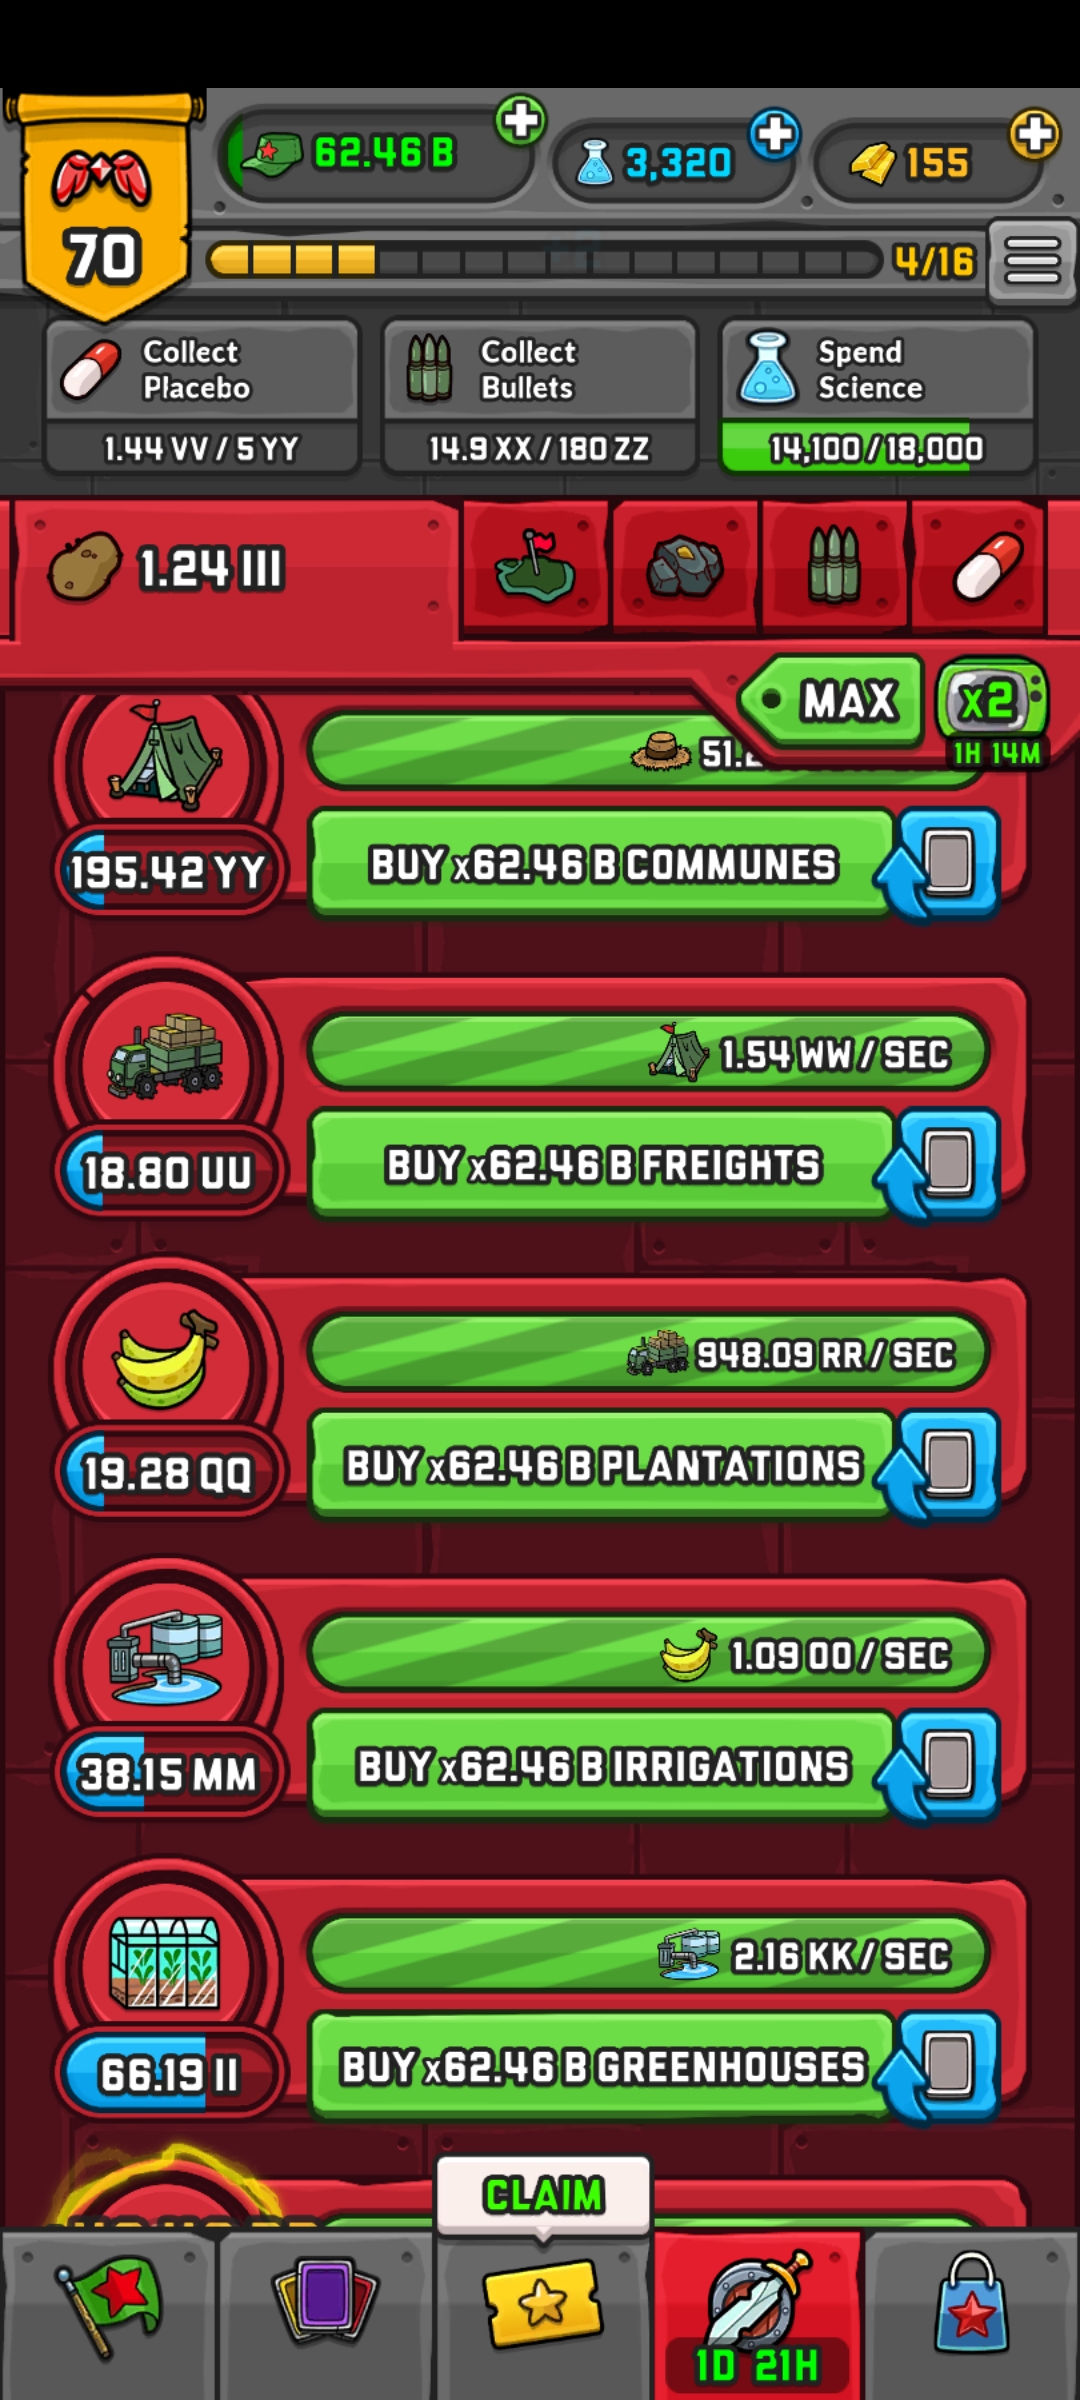 62.46 B
3,320
155
70
4/16
Collect
Placebo
Collect
Bullets
Spend
Science
1.44 VV / 5 YY
14.9 XX / 180 ZZ
14,100 / 18,000
1.24 III
MAX
x2
1H 14M
195.42 YY
BUY x62.46 B COMMUNES
1.54 WW / SEC
18.80 UU
BUY x62.46 B FREIGHTS
948.09 RR / SEC
19.28 QQ
BUY x62.46 B PLANTATIONS
1.09 OO / SEC
38.15 MM
BUY x62.46 B IRRIGATIONS
2.16 KK / SEC
66.19 II
BUY x62.46 B GREENHOUSES
CLAIM
1D 21H